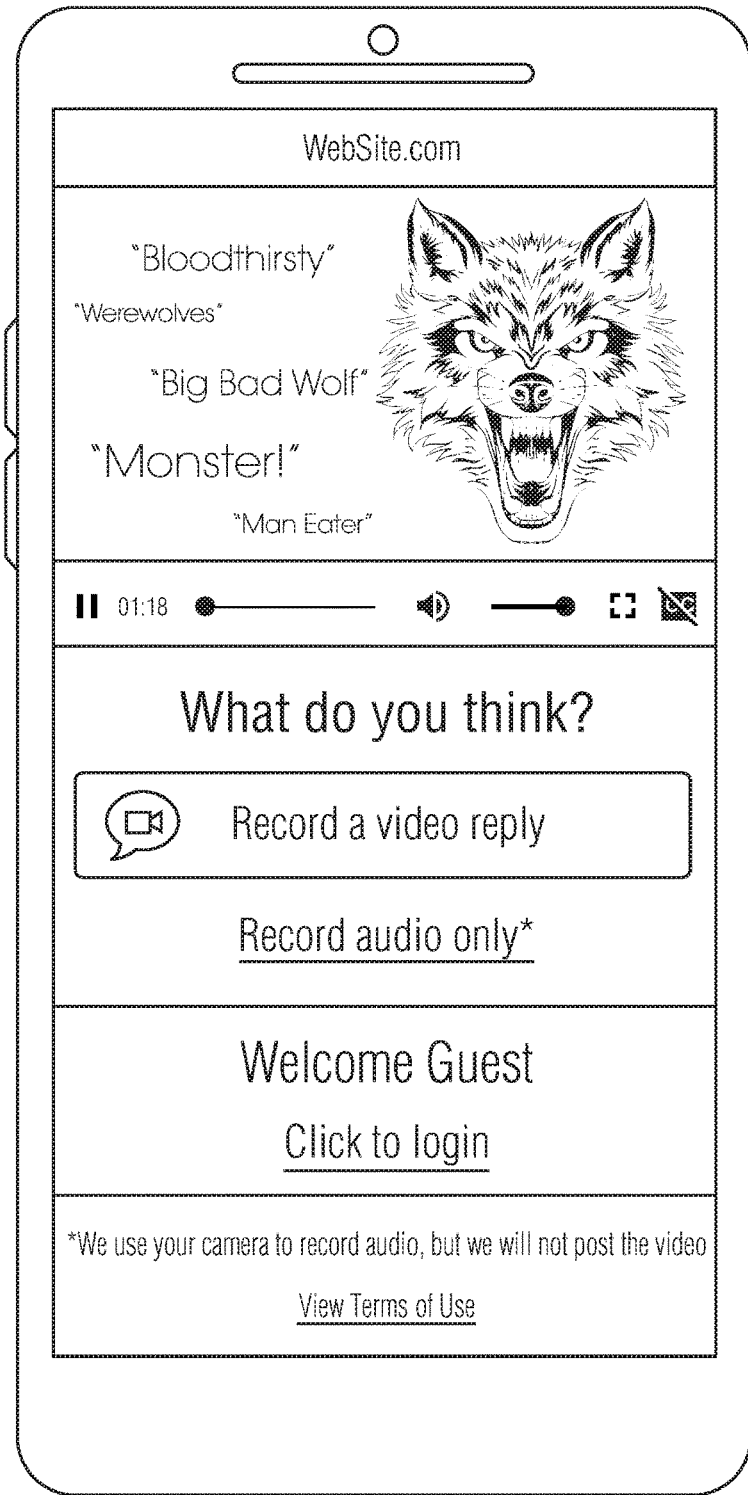 WebSite.com
"Bloodthirsty"
"Werewolves"
"Big Bad Wolf"
"Monster!"
"Man Eater"
01:18
CC
What do you think?
Record a video reply
Record audio only*
Welcome Guest
Click to login
*We use your camera to record audio, but we will not post the video
View Terms of Use